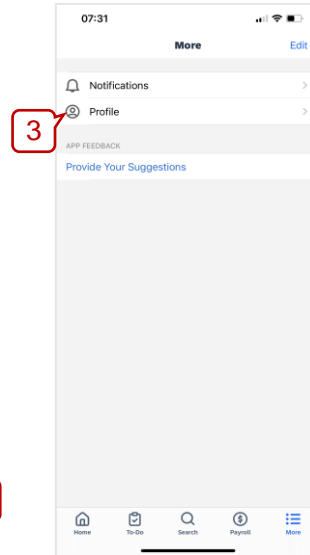 07:31
More Edit
Notifications
Profile
3
APP FEEDBACK
Provide Your Suggestions
Home To-Do Search Payroll More